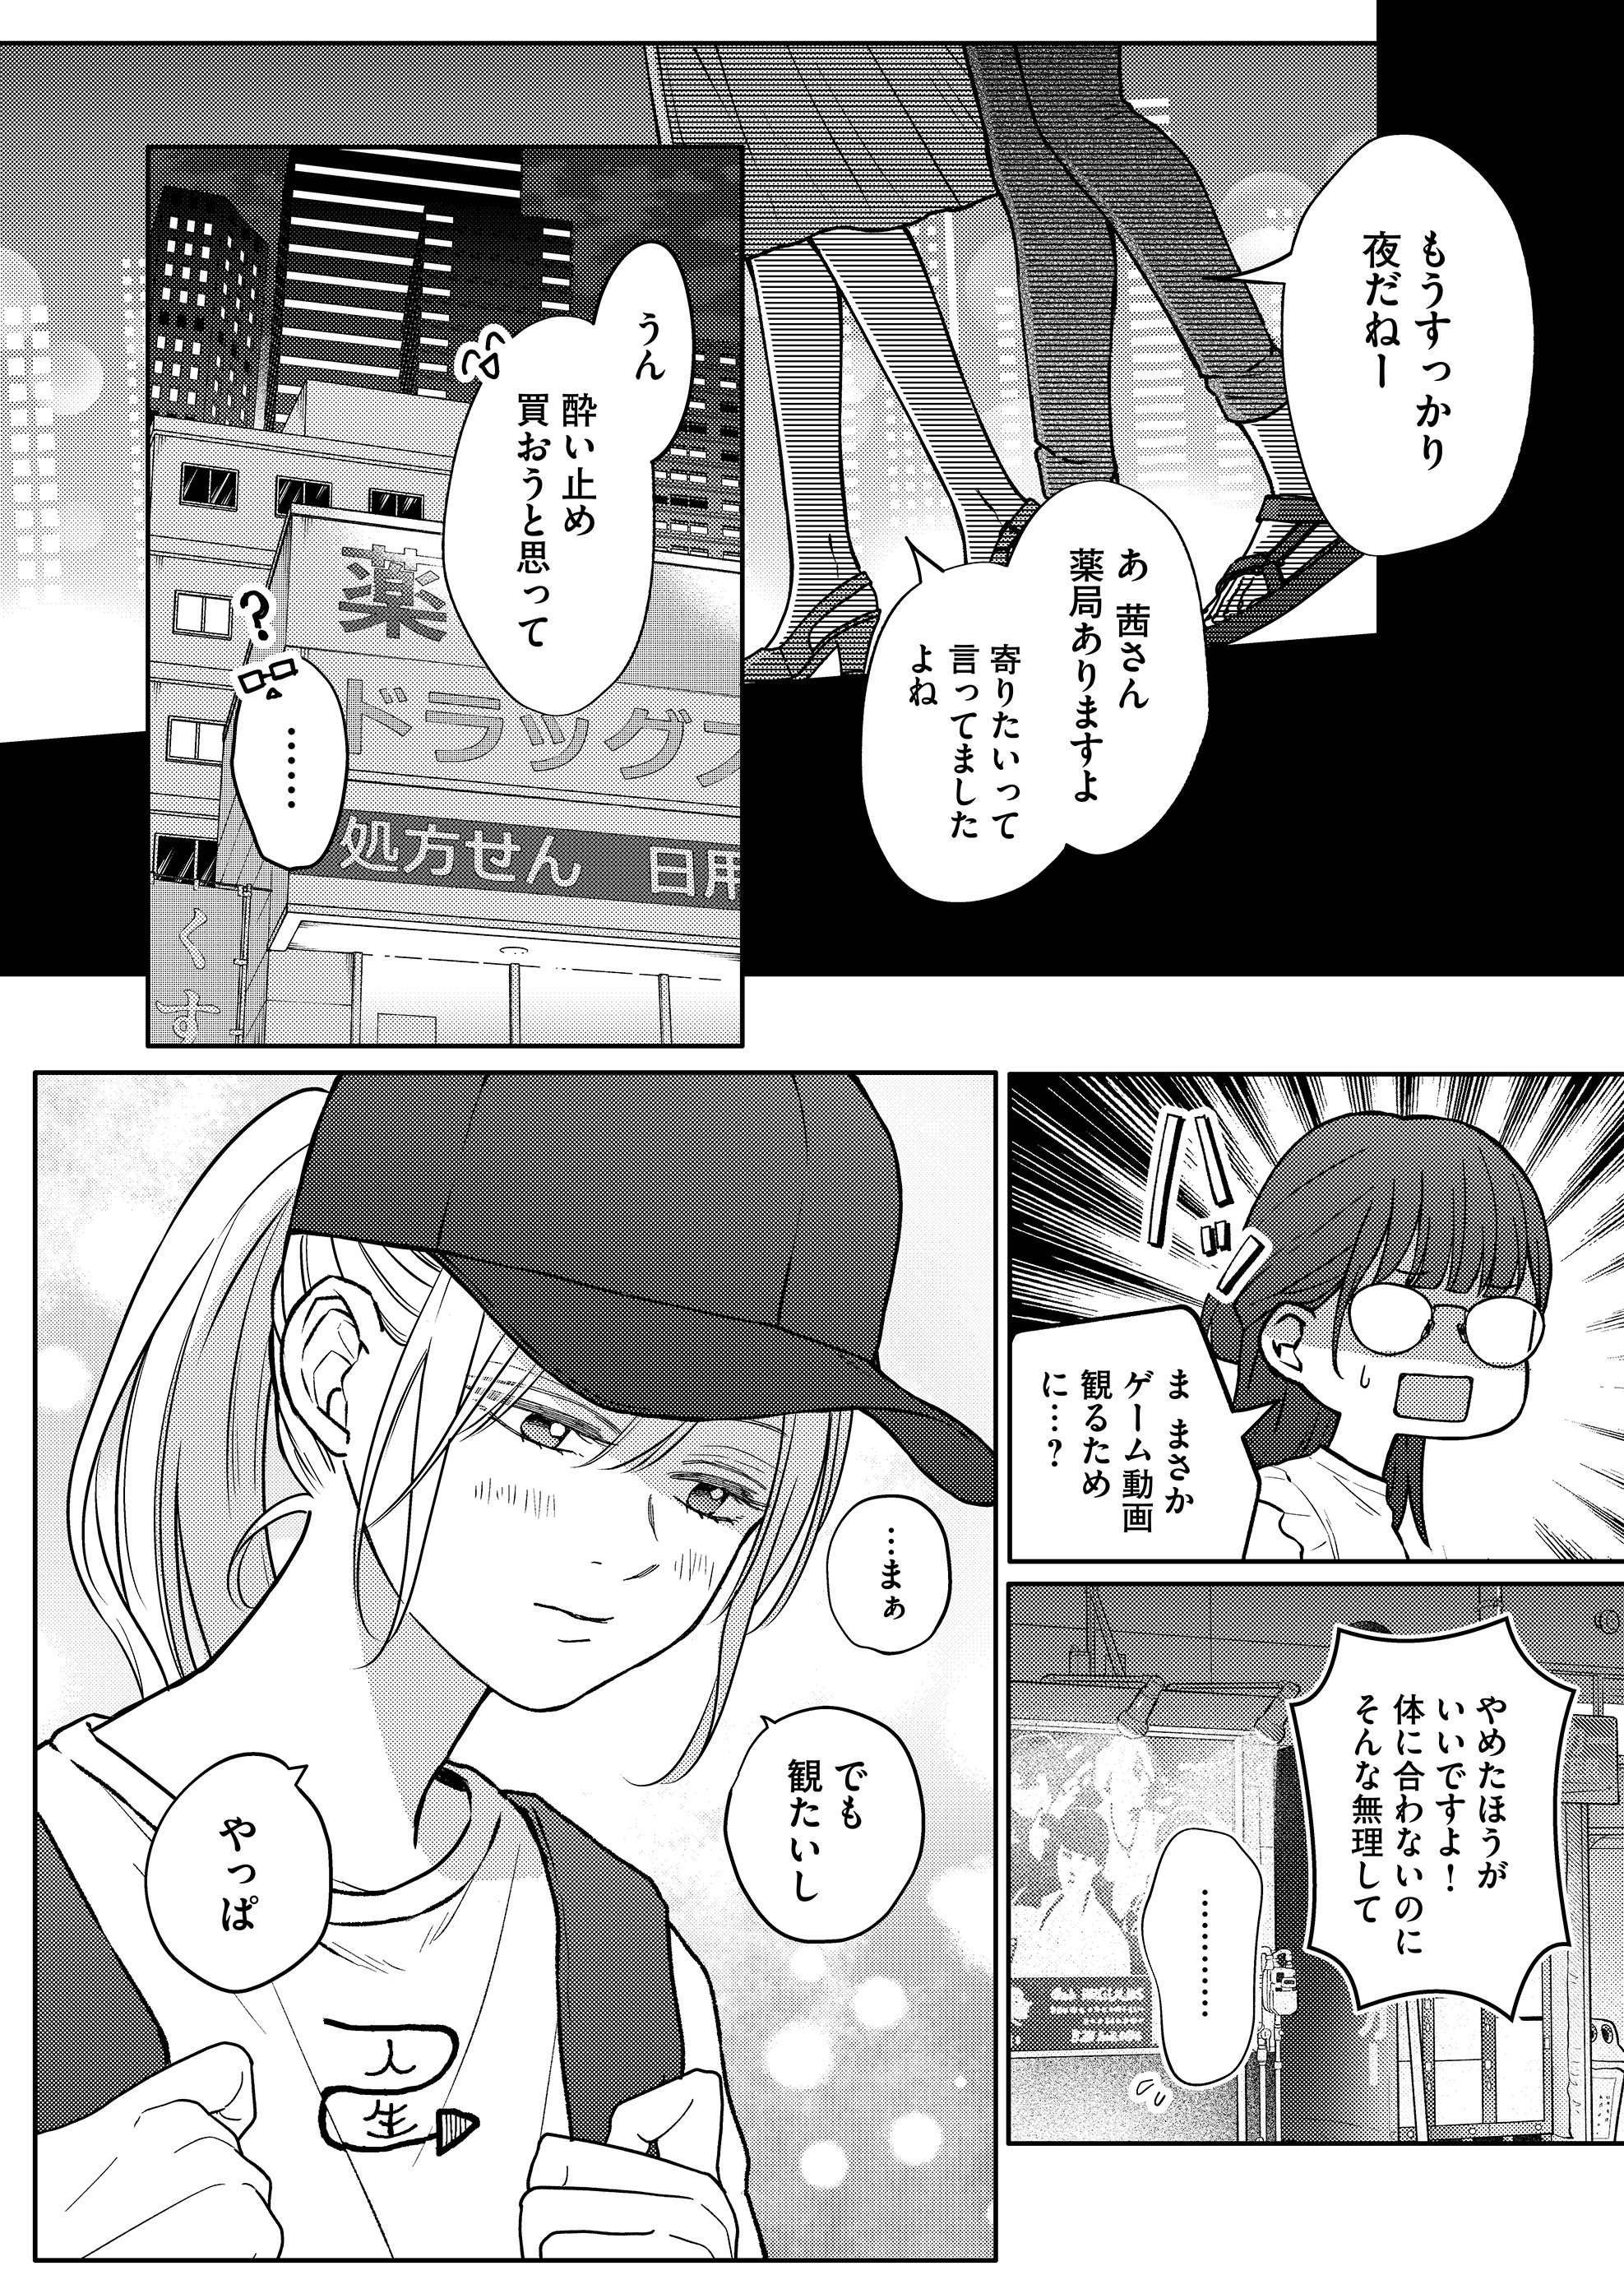 もうすっかり
夜だねー
あ 茜さん
薬局ありますよ
寄りたいって
言ってました
よね
うん
酔い止め
買おうと思って
?
……
薬
ドラッグス
処方せん 日用
くす
バッ
ま まさか
ゲーム動画
観るため
に…?
やめたほうが
いいですよ!
体に合わないのに
そんな無理して
………
…まぁ
でも
観たいし
やっぱ
人
生